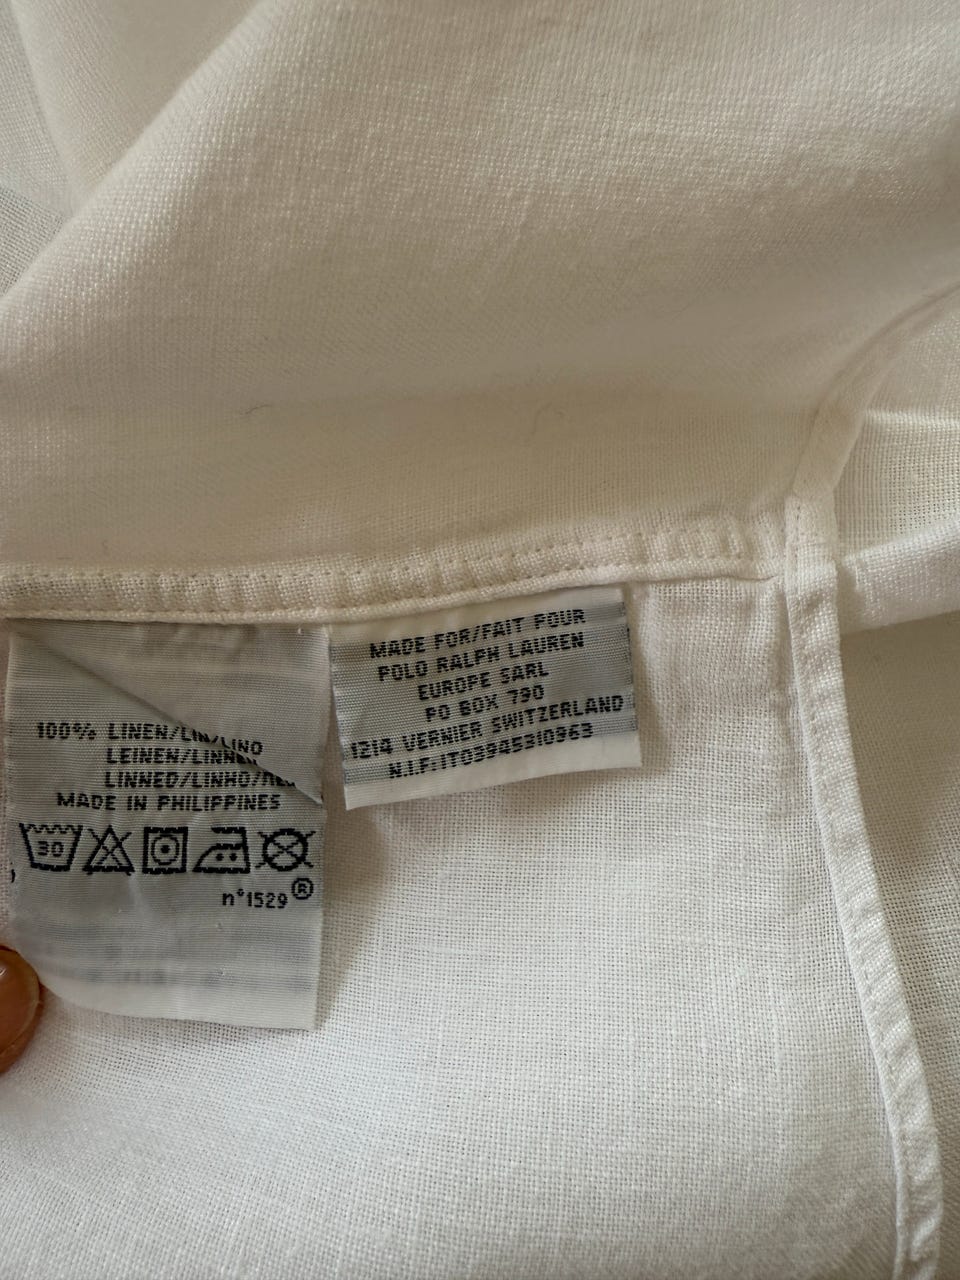 100% LINEN/LIN/LINO
LEINEN/LINNEN
LINNED/LINHO/
MADE IN PHILIPPINES
30
n°1529®
MADE FOR/FAIT POUR
POLO RALPH LAUREN
EUROPE SARL
PO BOX 790
1214 VERNIER SWITZERLAND
N.I.F: IT03945310963